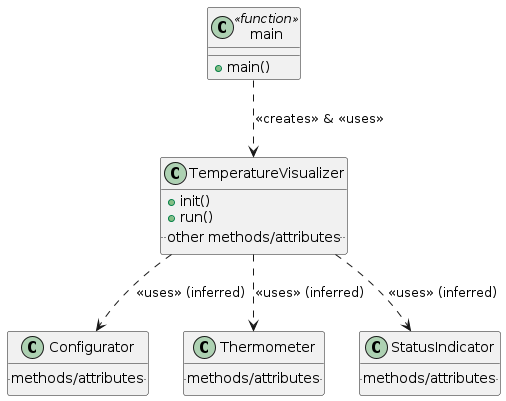 C «function»
main
main()
«creates» & «uses»
C TemperatureVisualizer
init()
run()
other methods/attributes
«uses» (inferred) «uses» (inferred) «uses» (inferred)
C Configurator C Thermometer C StatusIndicator
methods/attributes methods/attributes methods/attributes